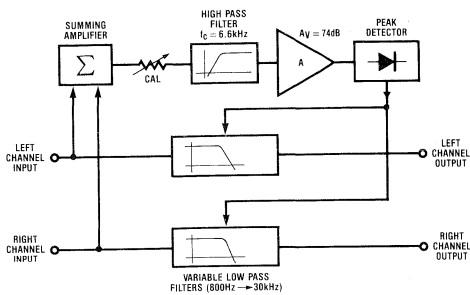 SUMMING
AMPLIFIER
Σ
CAL
HIGH PASS
FILTER
fc = 6.6kHz
AV = 74dB
A
PEAK
DETECTOR
LEFT
CHANNEL
INPUT
LEFT
CHANNEL
OUTPUT
RIGHT
CHANNEL
INPUT
RIGHT
CHANNEL
OUTPUT
VARIABLE LOW PASS
FILTERS (800Hz → 30kHz)